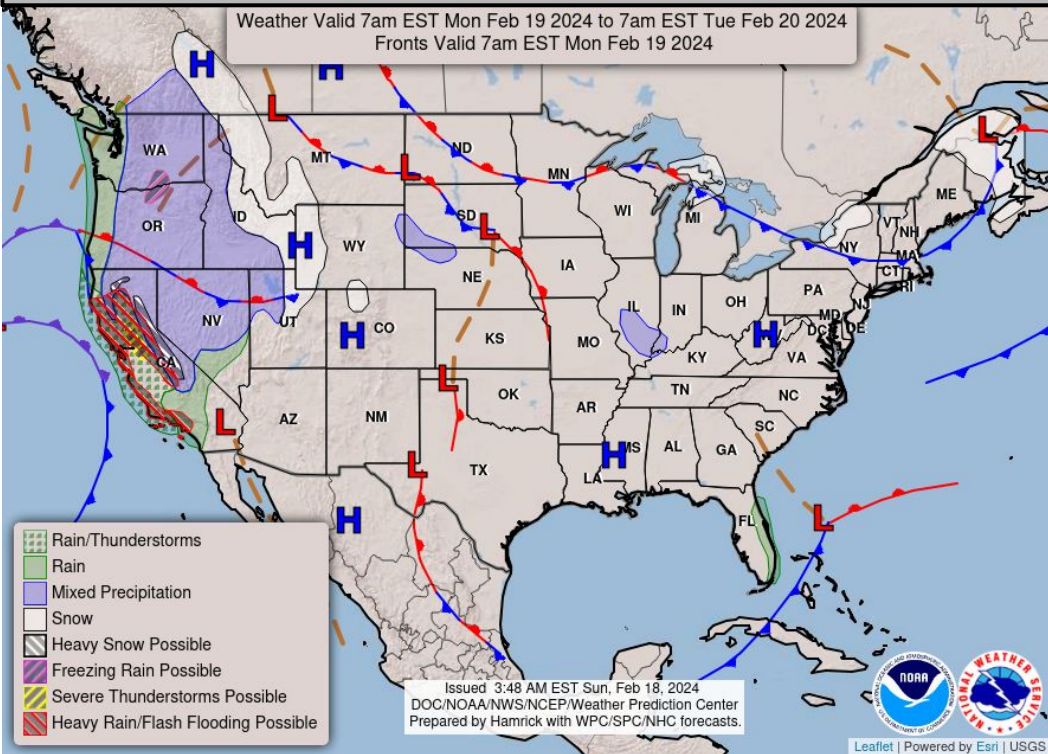 Weather Valid 7am EST Mon Feb 19 2024 to 7am EST Tue Feb 20 2024
Fronts Valid 7am EST Mon Feb 19 2024
H
H
L
L
WA
MT
ND
MN
L
ME
OR
ID
SD
WI
MI
VT
NH
L
H
WY
NY
MA
CT
RI
NE
IA
PA
NV
UT
H
CO
IL
IN
OH
NJ
MD
DE
DC
H
CA
KS
MO
KY
VA
L
OK
TN
NC
L
AZ
NM
AR
SC
H
MS
AL
GA
L
TX
LA
H
FL
L
Rain/Thunderstorms
Rain
Mixed Precipitation
Snow
Heavy Snow Possible
Freezing Rain Possible
Severe Thunderstorms Possible
Heavy Rain/Flash Flooding Possible
Issued 3:48 AM EST Sun, Feb 18, 2024
DOC/NOAA/NWS/NCEP/Weather Prediction Center
Prepared by Hamrick with WPC/SPC/NHC forecasts.
NOAA
NATIONAL WEATHER SERVICE
Leaflet | Powered by Esri | USGS